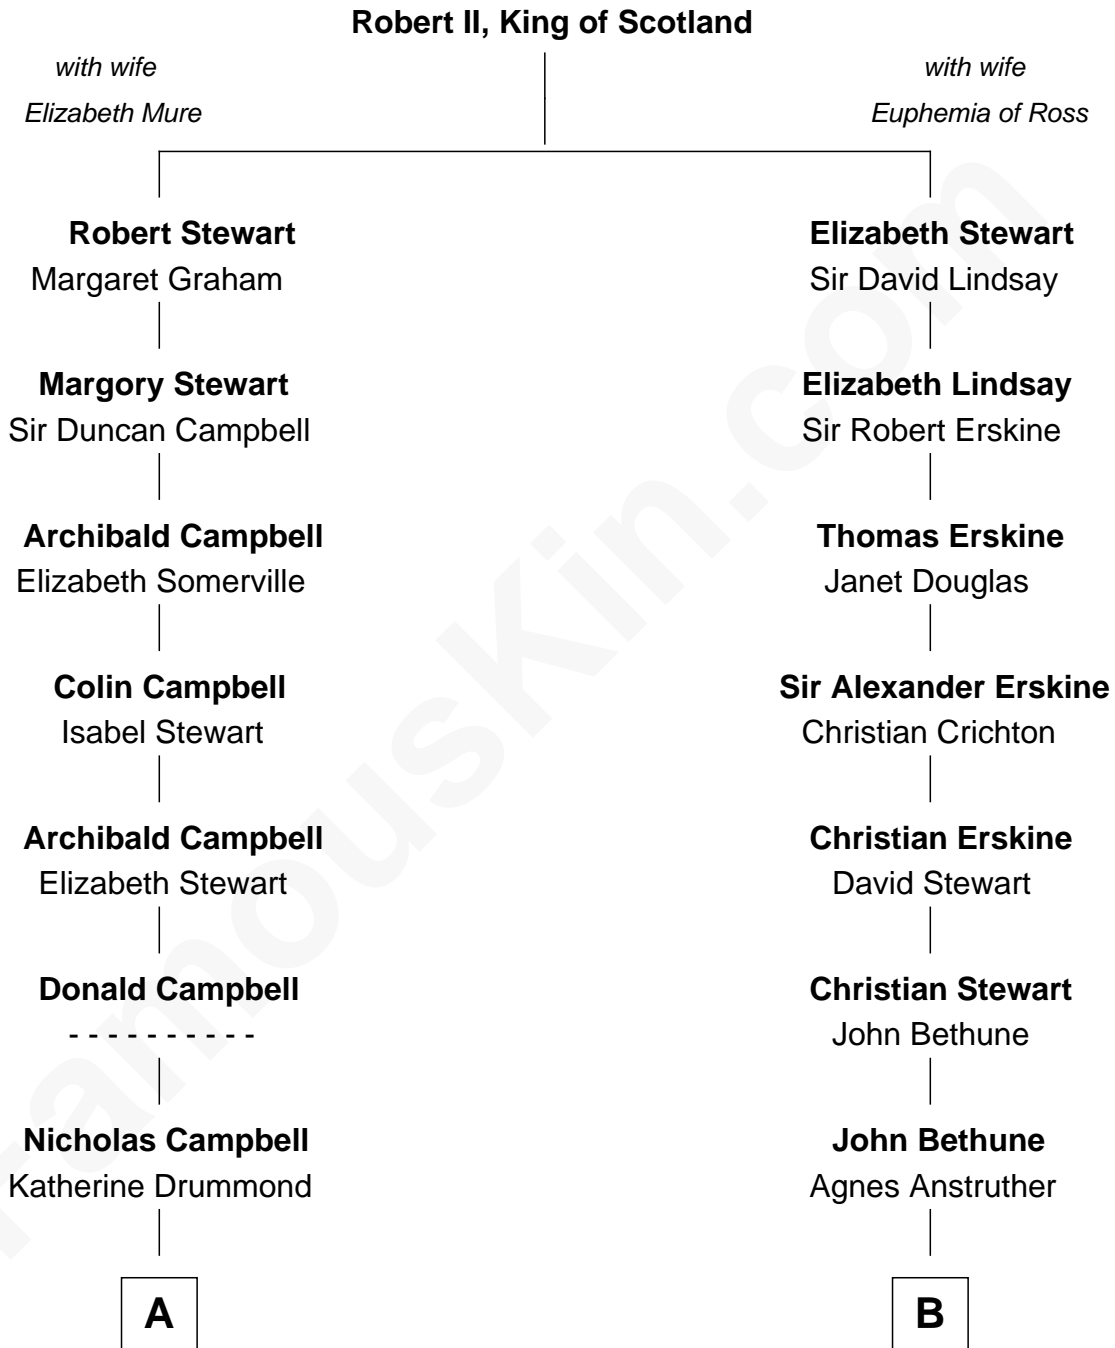 Robert II, King of Scotland
with wife
Elizabeth Mure
with wife
Euphemia of Ross
Robert Stewart
Margaret Graham
Elizabeth Stewart
Sir David Lindsay
Margory Stewart
Sir Duncan Campbell
Elizabeth Lindsay
Sir Robert Erskine
Archibald Campbell
Elizabeth Somerville
Thomas Erskine
Janet Douglas
Colin Campbell
Isabel Stewart
Sir Alexander Erskine
Christian Crichton
Archibald Campbell
Elizabeth Stewart
Christian Erskine
David Stewart
Donald Campbell
- - - - - - - - - -
Christian Stewart
John Bethune
Nicholas Campbell
Katherine Drummond
John Bethune
Agnes Anstruther
A
B
FamousKin.com